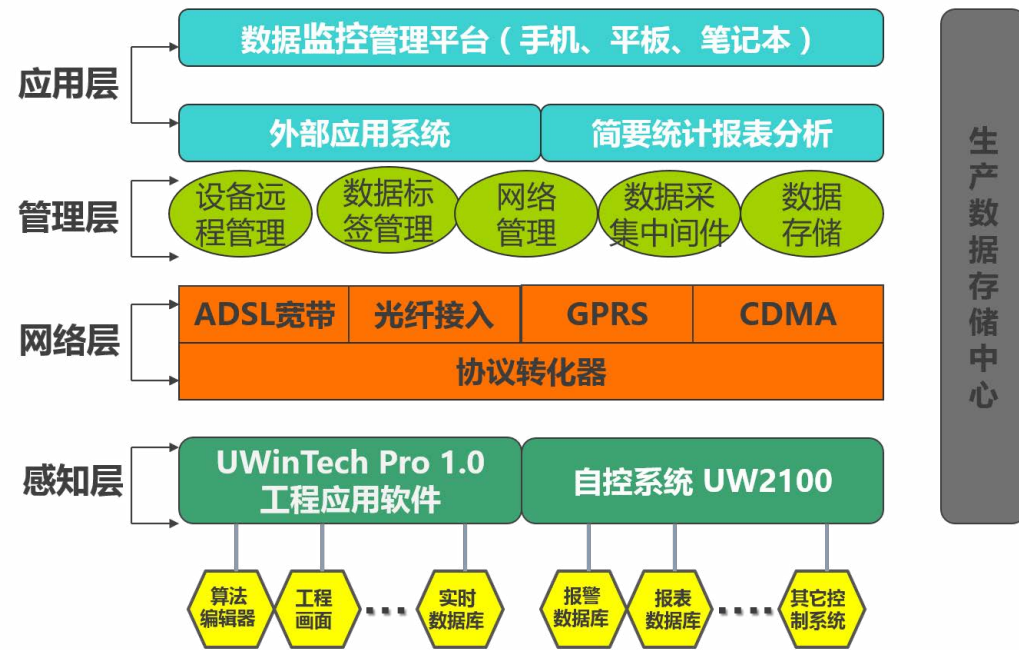 数据监控管理平台（手机、平板、笔记本）
应用层
外部应用系统
简要统计报表分析
管理层
设备远
程管理
数据标
签管理
网络
管理
数据采
集中间件
数据
存储
网络层
ADSL宽带
光纤接入
GPRS
CDMA
协议转化器
感知层
UWinTech Pro 1.0
工程应用软件
自控系统 UW2100
算法
编辑器
工程
画面
实时
数据库
报警
数据库
报表
数据库
其它控
制系统
生产数据存储中心